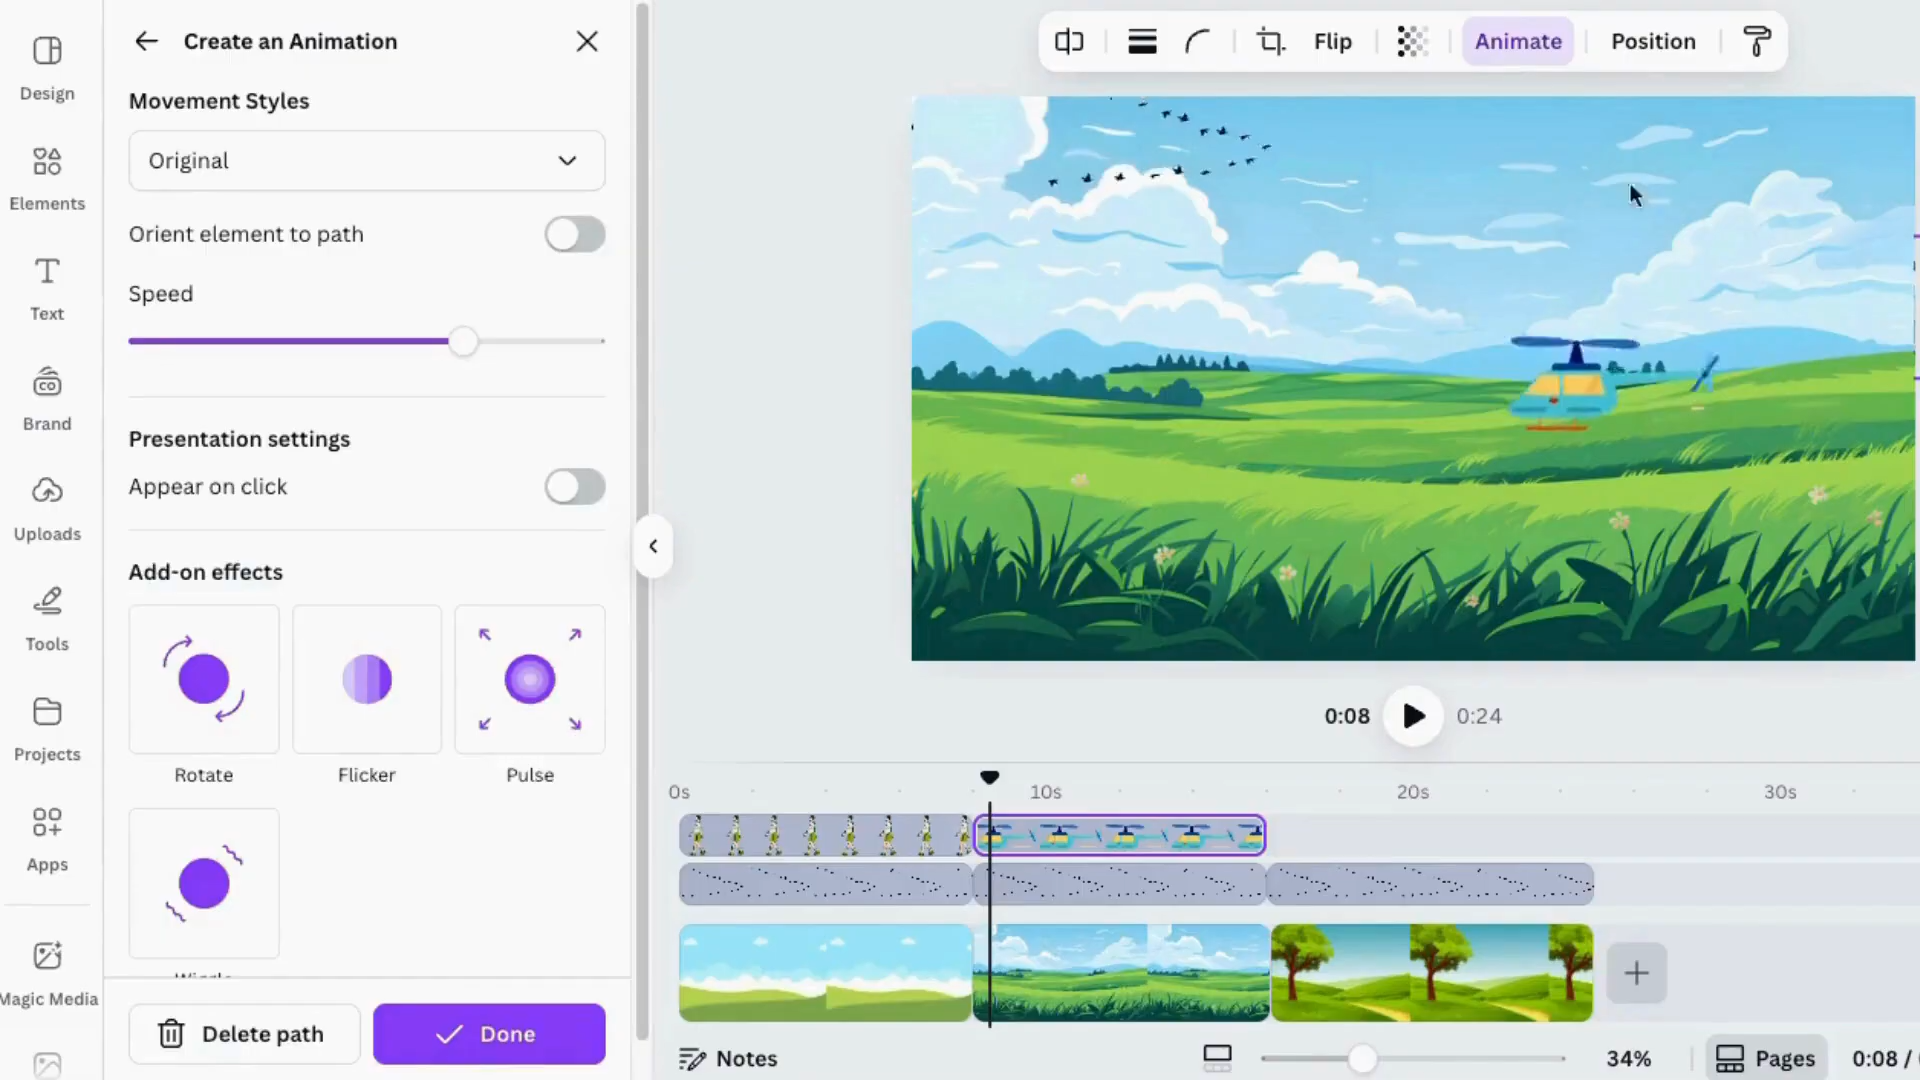 Design
Elements
Text
Brand
Uploads
Tools
Projects
Apps
Magic Media
Create an Animation
Movement Styles
Original
Orient element to path
Speed
Presentation settings
Appear on click
Add-on effects
Rotate
Flicker
Pulse
Delete path
Done
Flip
Animate
Position
0:08
0:24
0s
10s
20s
30s
Notes
34%
Pages
0:08 /